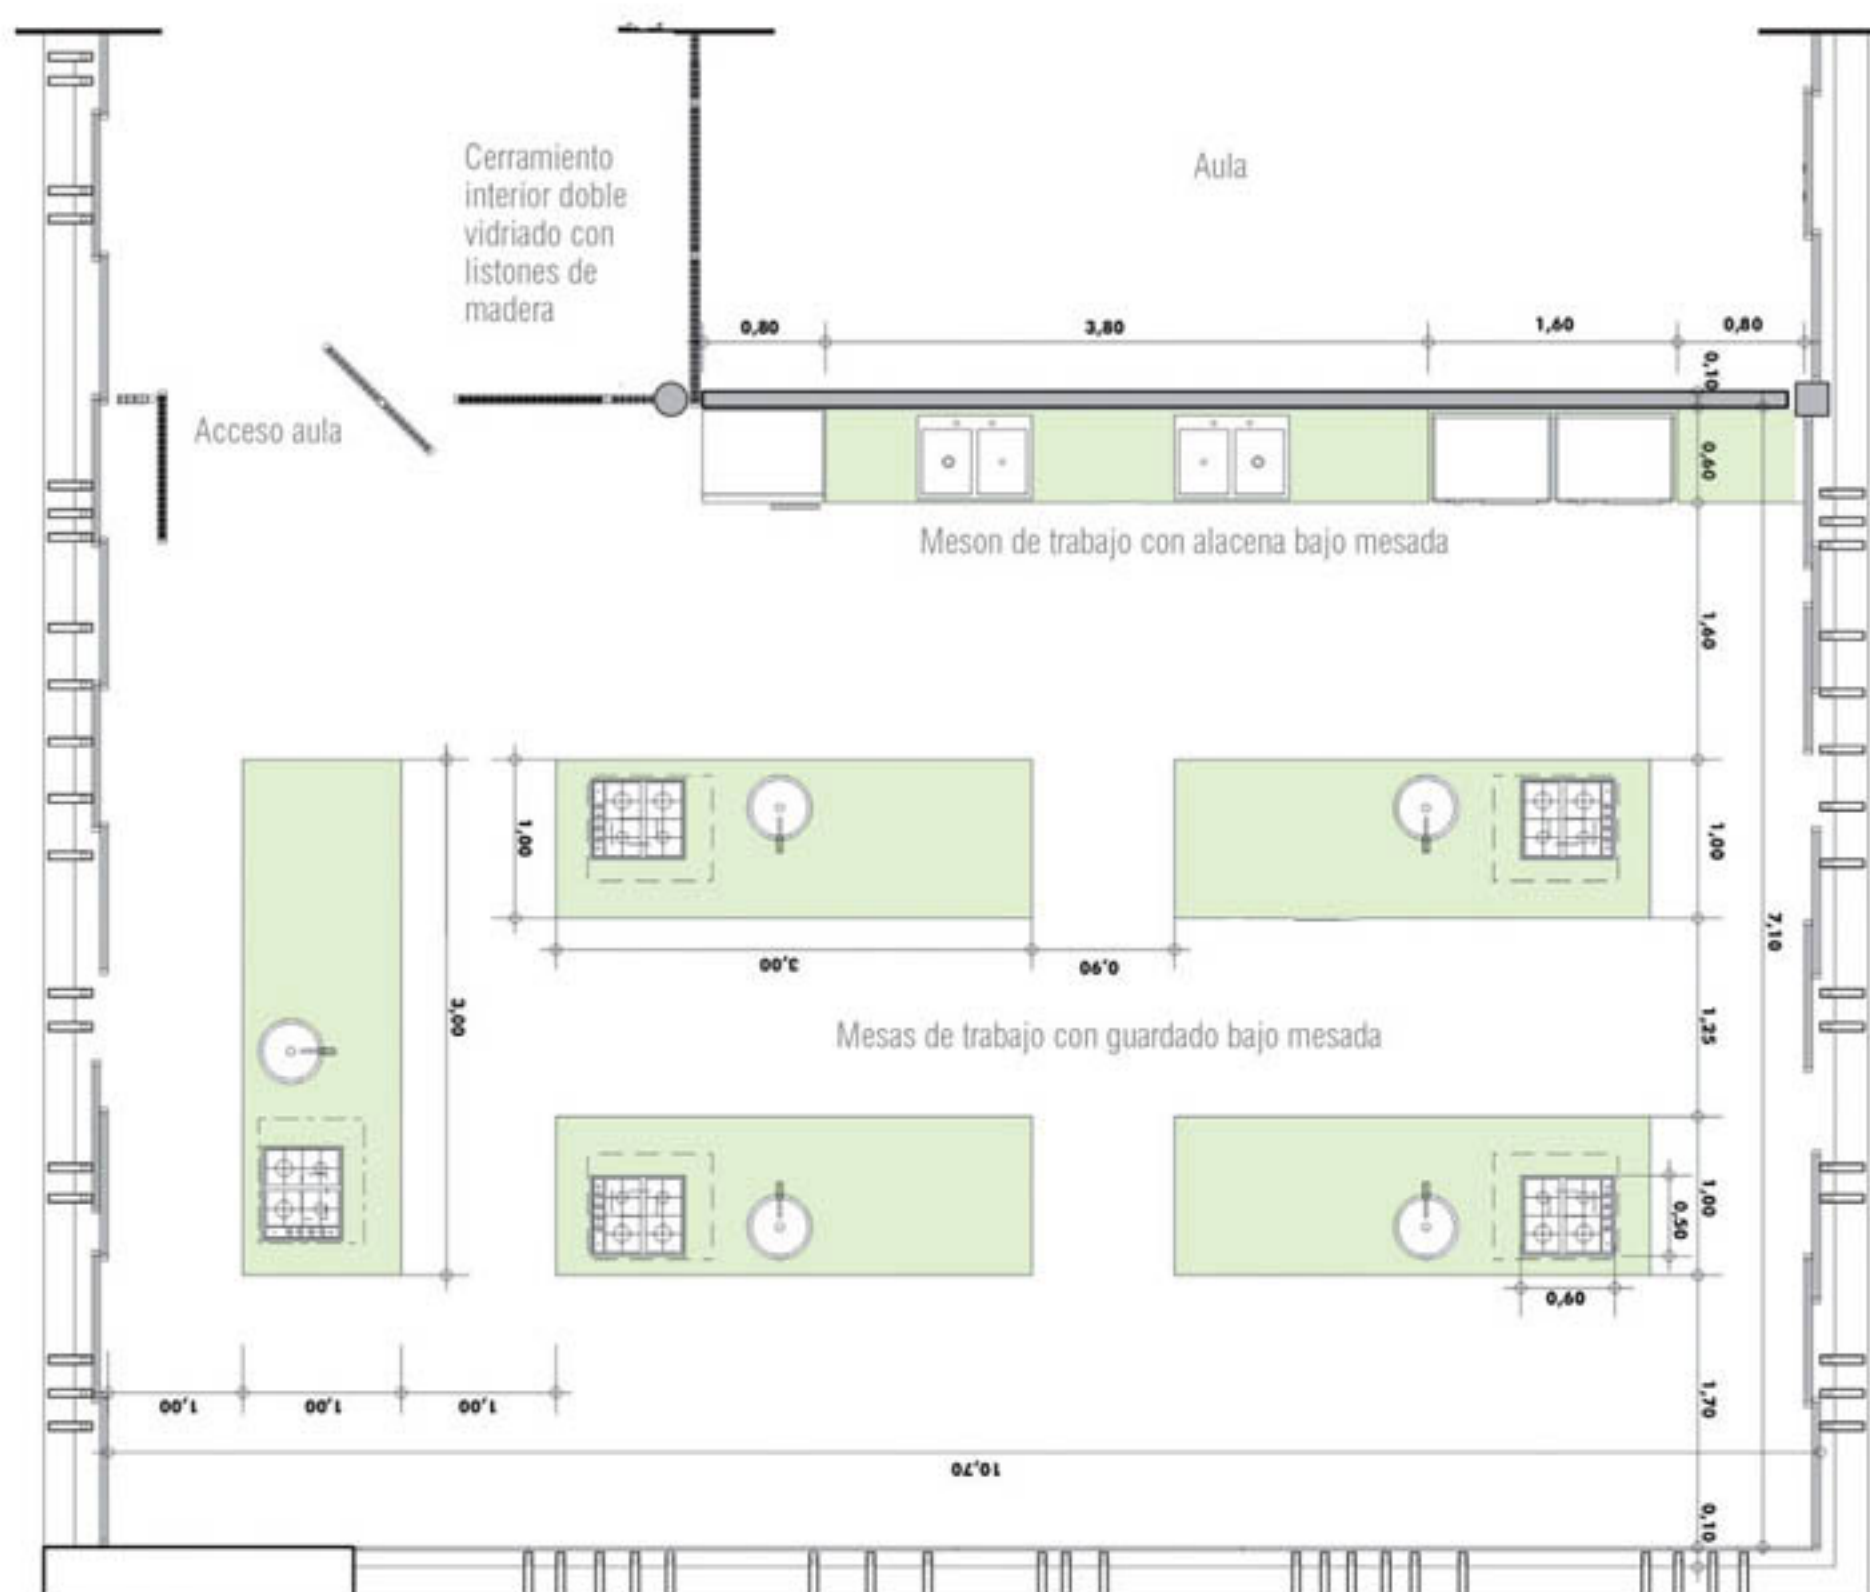 Cerramiento
interior doble
vidriado con
listones de
madera
Aula
0,80
3,80
1,60
0,80
0,10
Acceso aula
0,60
Meson de trabajo con alacena bajo mesada
1,60
1,00
1,00
7,10
3,00
0,90
3,00
1,25
Mesas de trabajo con guardado bajo mesada
1,00
0,50
0,60
1,00
1,00
1,00
1,70
10,70
0,10